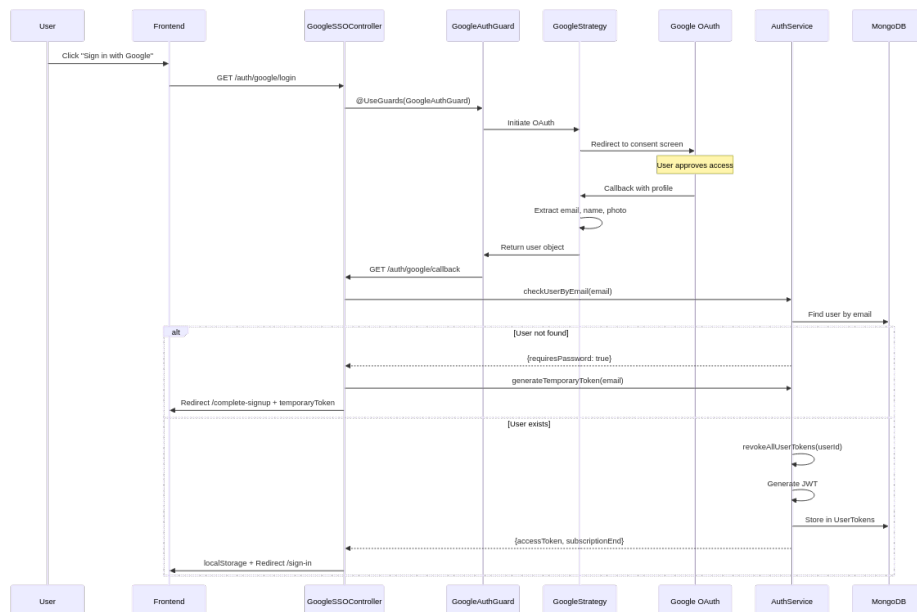 User
Frontend
GoogleSSOController
GoogleAuthGuard
GoogleStrategy
Google OAuth
AuthService
MongoDB
Click "Sign in with Google"
GET /auth/google/login
@UseGuards(GoogleAuthGuard)
Initiate OAuth
Redirect to consent screen
User approves access
Callback with profile
Extract email, name, photo
Return user object
GET /auth/google/callback
checkUserByEmail(email)
Find user by email
alt
[User not found]
{requiresPassword: true}
generateTemporaryToken(email)
Redirect /complete-signup + temporaryToken
[User exists]
revokeAllUserTokens(userId)
Generate JWT
Store in UserTokens
{accessToken, subscriptionEnd}
localStorage + Redirect /sign-in
User
Frontend
GoogleSSOController
GoogleAuthGuard
GoogleStrategy
Google OAuth
AuthService
MongoDB